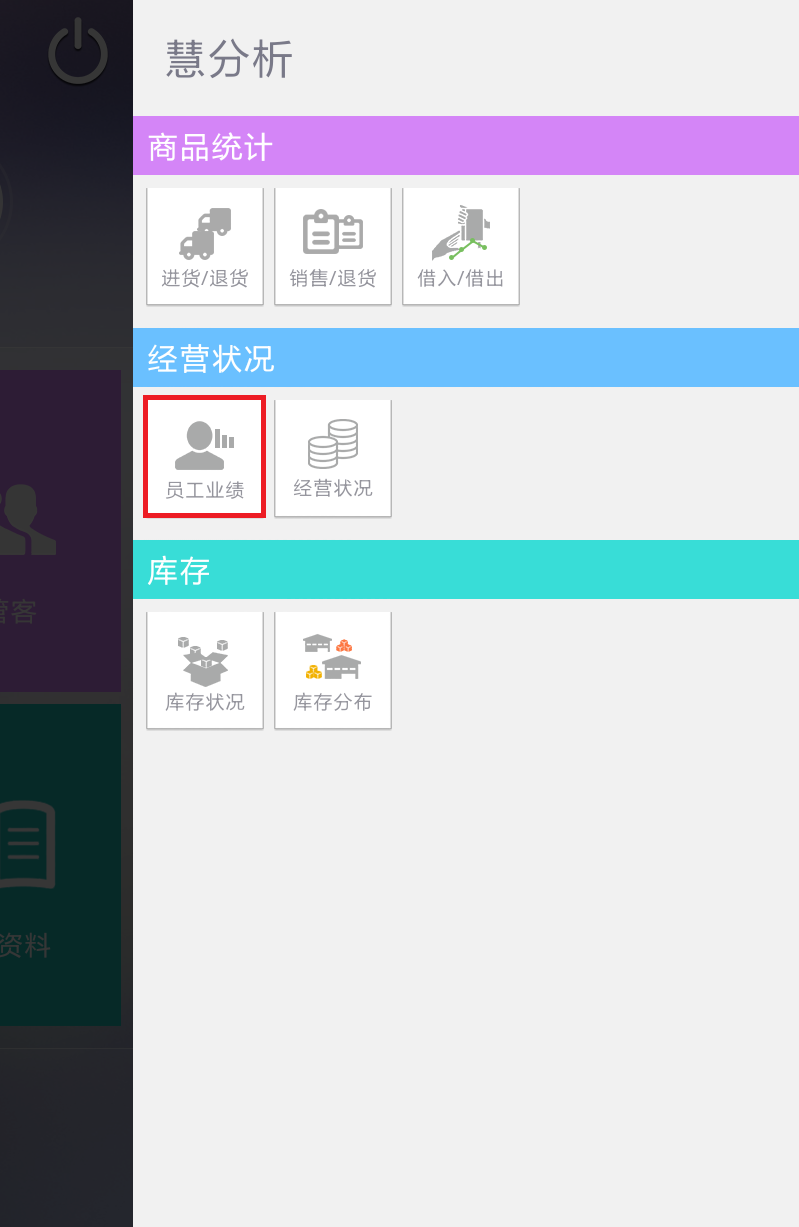 慧分析
商品统计
进货/退货
销售/退货
借入/借出
经营状况
员工业绩
经营状况
库存
库存状况
库存分布
管客
资料